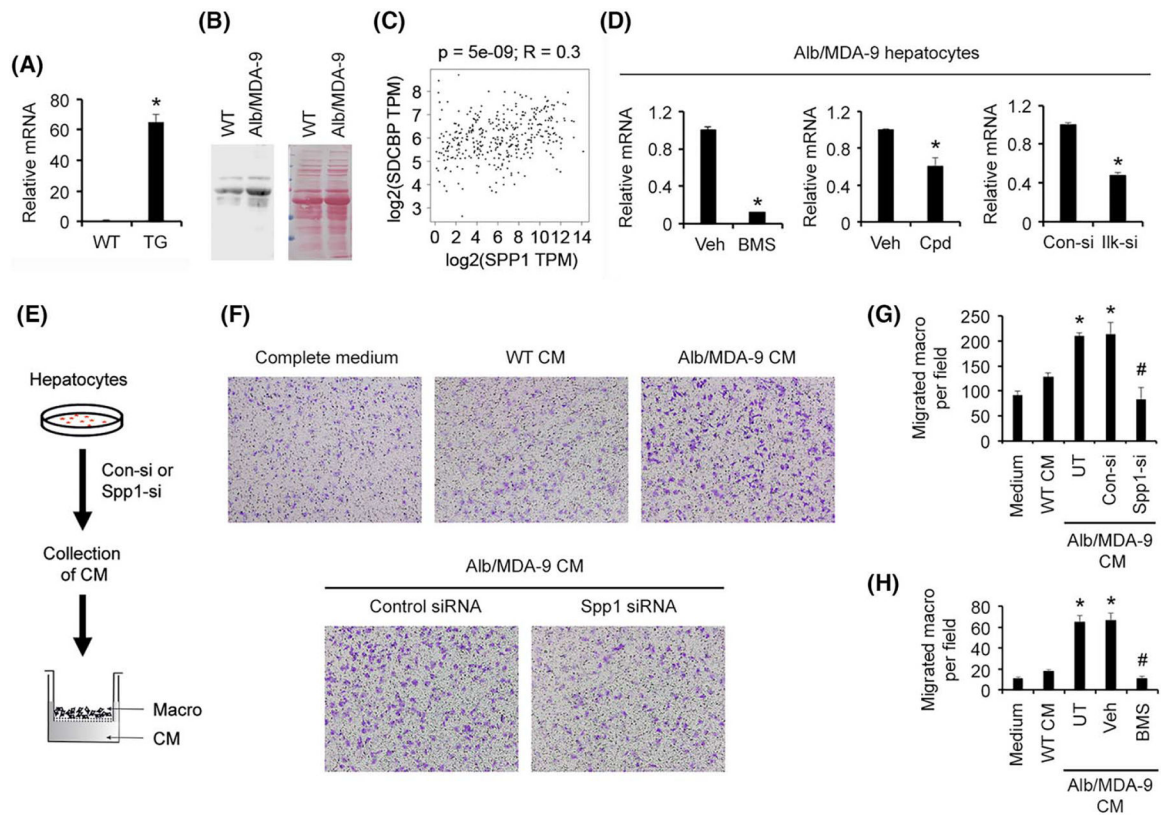 (A)
Relative mRNA
80
60
40
20
0
*
WT
TG
(B)
WT
Alb/MDA-9
WT
Alb/MDA-9
(C)
p = 5e-09; R = 0.3
log2(SDCBP TPM)
8
7
6
5
4
3
0 2 4 6 8 10 12 14
log2(SPP1 TPM)
(D)
Alb/MDA-9 hepatocytes
Relative mRNA
1.2
0.8
0.4
0
*
Veh BMS
Relative mRNA
1.2
0.8
0.4
0
*
Veh Cpd
Relative mRNA
1.2
0.8
0.4
0
*
Con-si Ilk-si
(E)
Hepatocytes
Con-si or
Spp1-si
Collection
of CM
Macro
CM
(F)
Complete medium
WT CM
Alb/MDA-9 CM
Alb/MDA-9 CM
Control siRNA
Spp1 siRNA
(G)
Migrated macro
per field
250
200
150
100
50
0
* * #
Medium
WT CM
UT
Con-si
Spp1-si
Alb/MDA-9
CM
(H)
Migrated macro
per field
80
60
40
20
0
* * #
Medium
WT CM
UT
Veh
BMS
Alb/MDA-9
CM